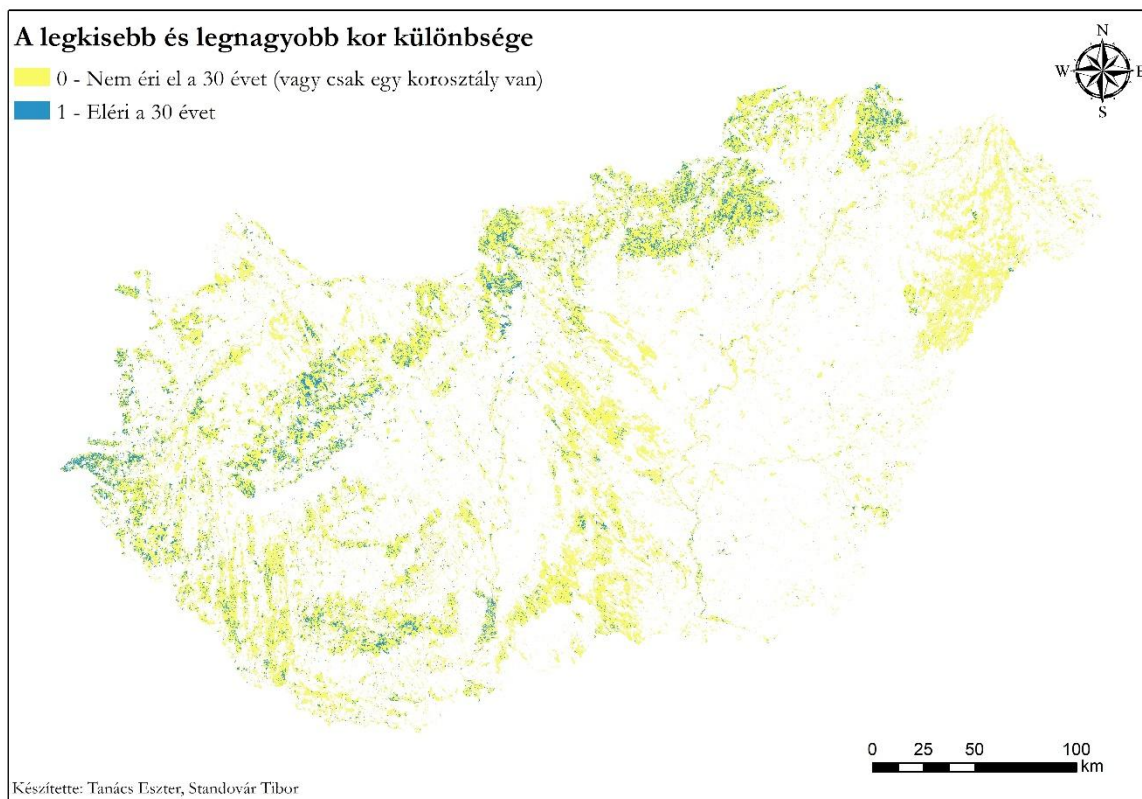 A legkisebb és legnagyobb kor különbsége
0 - Nem éri el a 30 évet (vagy csak egy korosztály van)
1 - Eléri a 30 évet
N
W E
S
0 25 50 100
km
Készítette: Tanács Eszter, Standovár Tibor